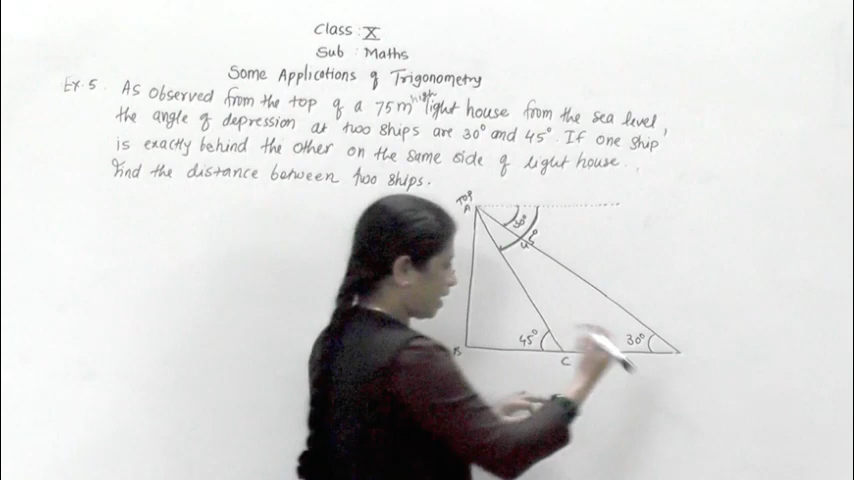 Class : X
Sub : Maths
Some Applications of Trigonometry
Ex.5. As observed from the top of a 75m high light house from the sea level,
the angle of depression at two ships are 30° and 45°. If one ship
is exactly behind the other on the same side of light house.
find the distance between two ships.
TOP
A
30°
45°
45°
30°
B
C